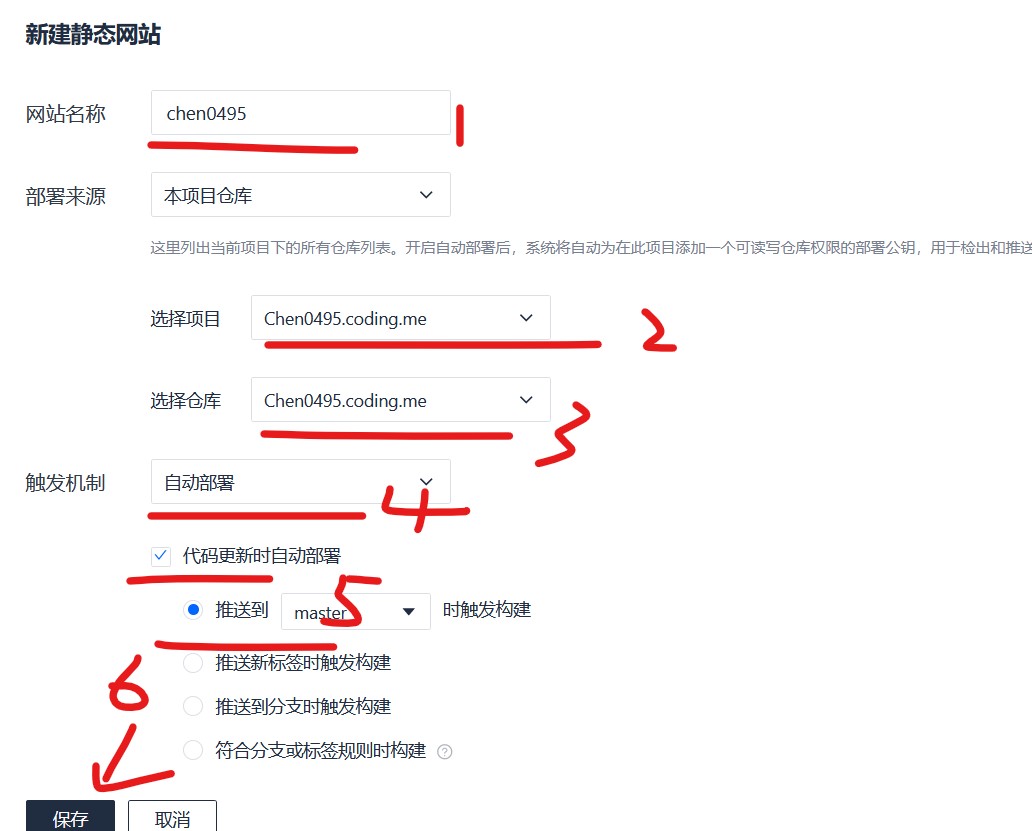 新建静态网站
网站名称 chen0495 1
部署来源 本项目仓库
这里列出当前项目下的所有仓库列表。开启自动部署后，系统将自动为在此项目添加一个可读写仓库权限的部署公钥，用于检出和推送
选择项目 Chen0495.coding.me 2
选择仓库 Chen0495.coding.me 3
触发机制 自动部署 4
代码更新时自动部署
推送到 master 时触发构建 5
推送新标签时触发构建
6
推送到分支时触发构建
符合分支或标签规则时构建 ?
保存 取消